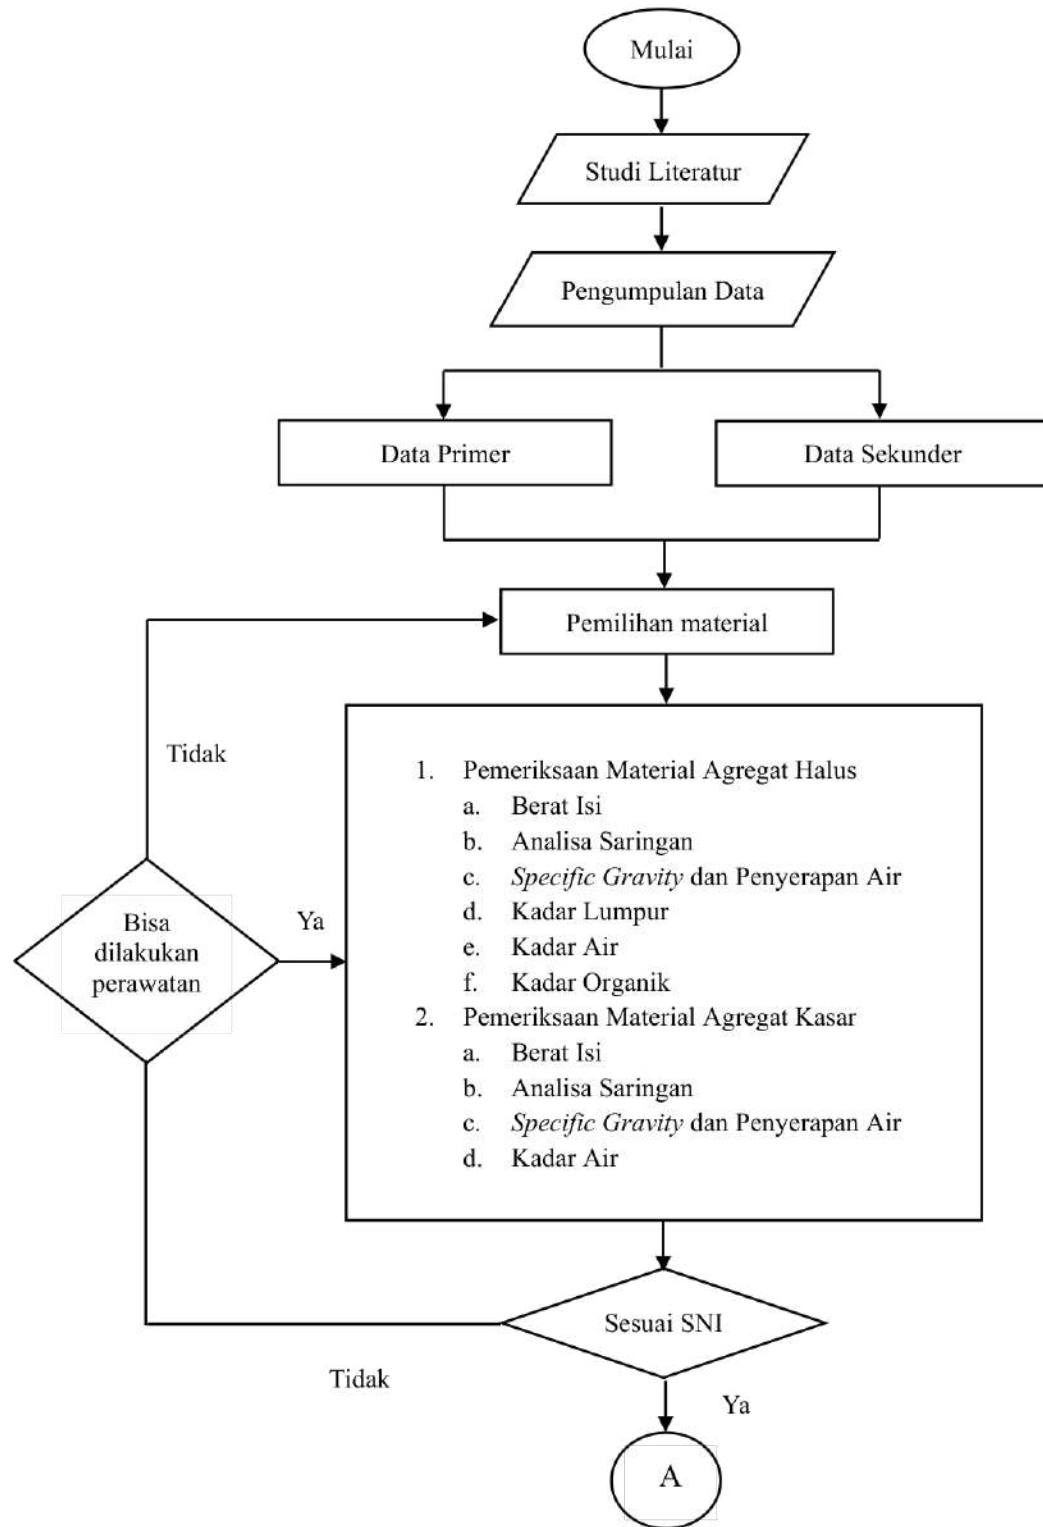 Mulai
Studi Literatur
Pengumpulan Data
Data Primer
Data Sekunder
Pemilihan material
Tidak
1. Pemeriksaan Material Agregat Halus
a. Berat Isi
b. Analisa Saringan
c. Specific Gravity dan Penyerapan Air
d. Kadar Lumpur
e. Kadar Air
f. Kadar Organik
2. Pemeriksaan Material Agregat Kasar
a. Berat Isi
b. Analisa Saringan
c. Specific Gravity dan Penyerapan Air
d. Kadar Air
Bisa
dilakukan
perawatan
Ya
Sesuai SNI
Tidak
Ya
A